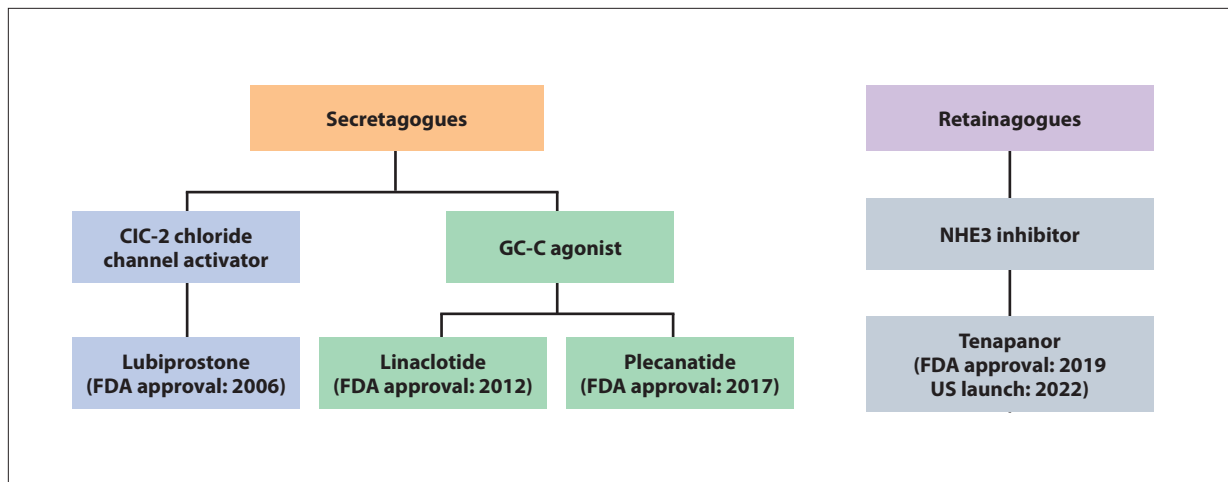 Secretagogues
Retainagogues
CIC-2 chloride
channel activator
GC-C agonist
NHE3 inhibitor
Lubiprostone
(FDA approval: 2006)
Linaclotide
(FDA approval: 2012)
Plecanatide
(FDA approval: 2017)
Tenapanor
(FDA approval: 2019
US launch: 2022)